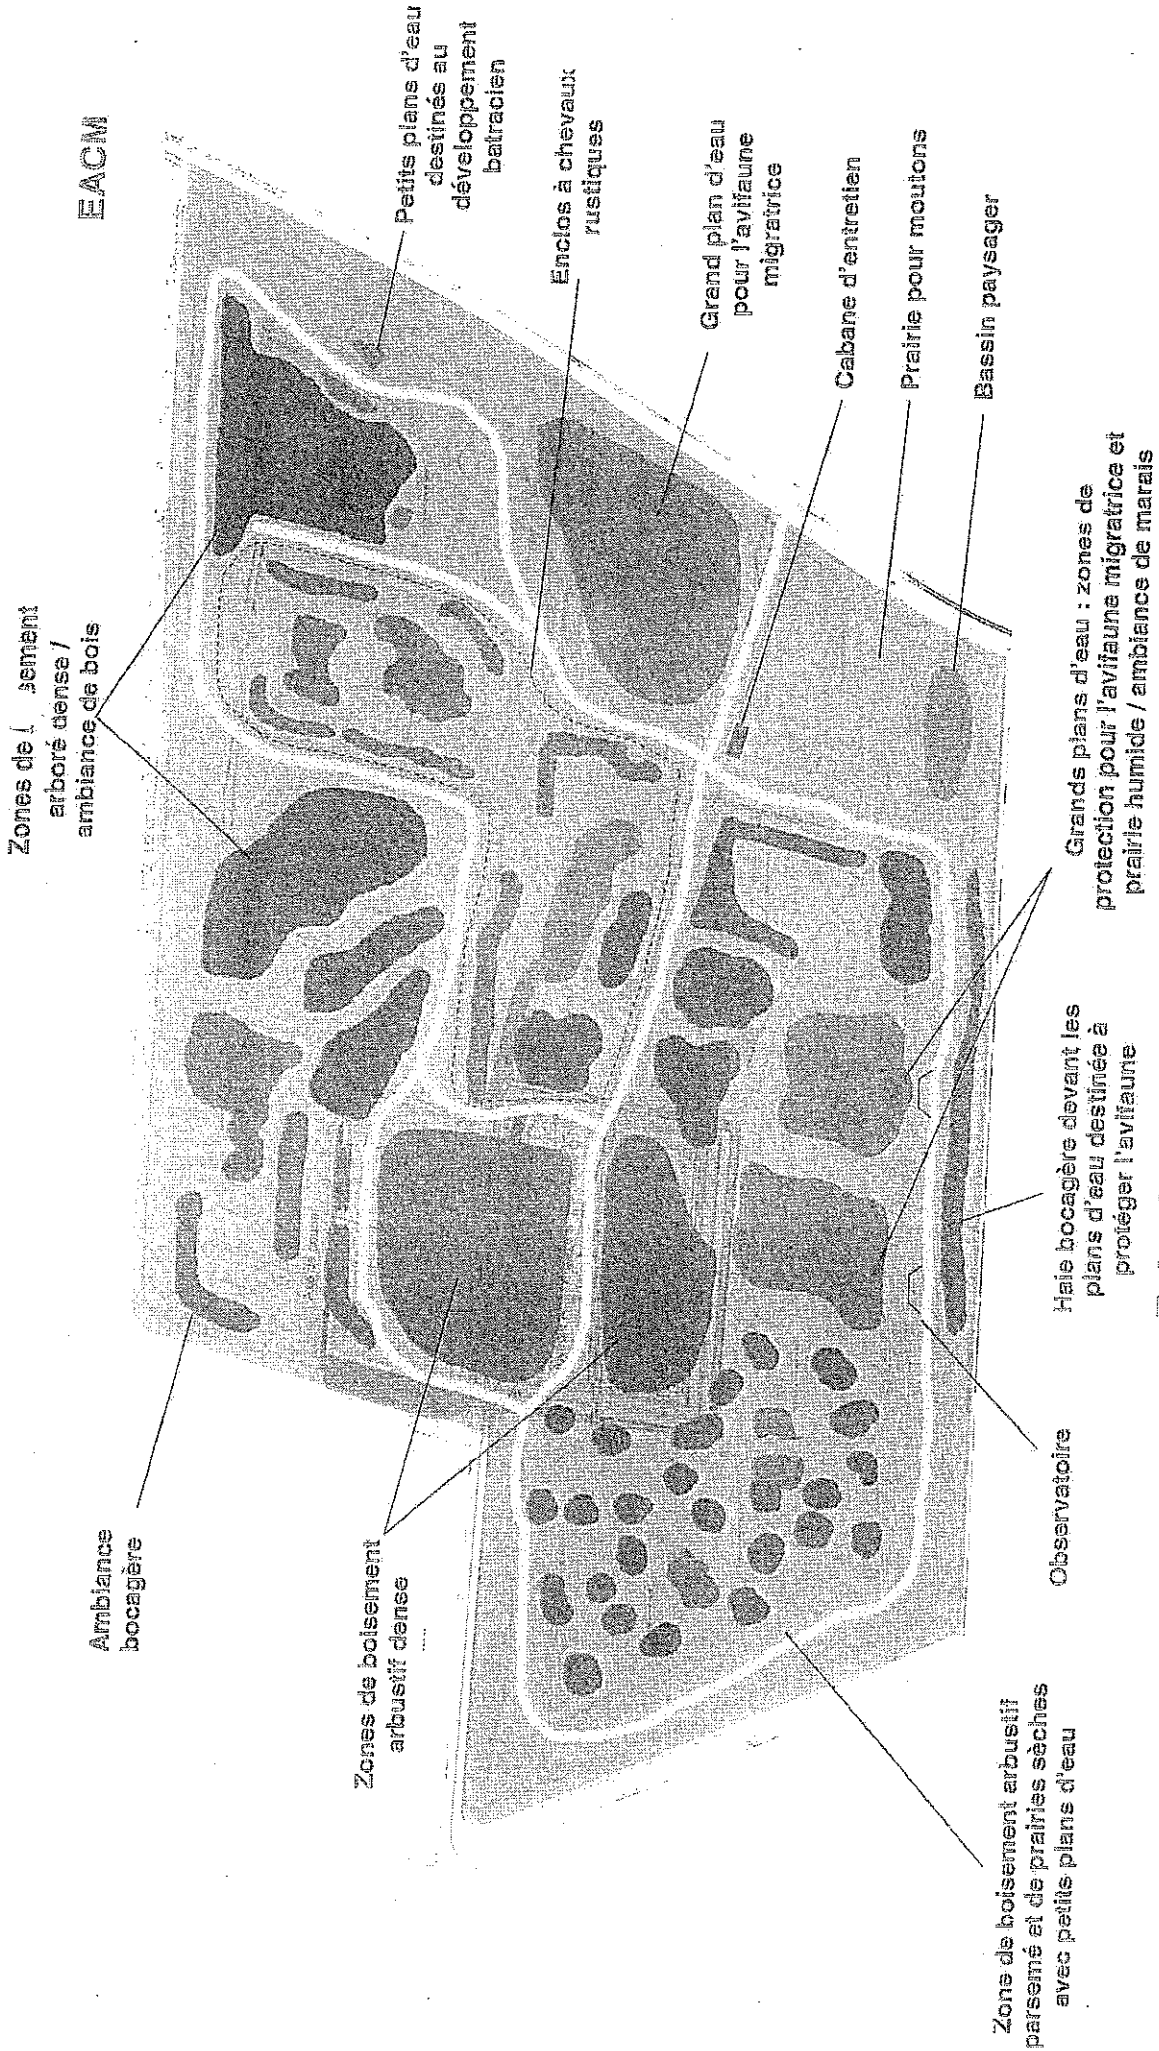 EACM
Zones de
arboré dense /
ambiance de bois
Petits plans d'eau
destinés au
développement
batracien
Enclos à chevaux
rustiques
Grand plan d'eau
pour l'avifaune
migratrice
Cabane d'entretien
Prairie pour moutons
Bassin paysager
Grands plans d'eau : zones de
protection pour l'avifaune migratrice et
prairie humide / ambiance de marais
Haie bocagère devant les
plans d'eau destinée à
protéger l'avifaune
Observatoire
Zone de boisement arbustif
parsemé et de prairies sèches
avec petits plans d'eau
Zones de boisement
arbustif dense
Ambiance
bocagère